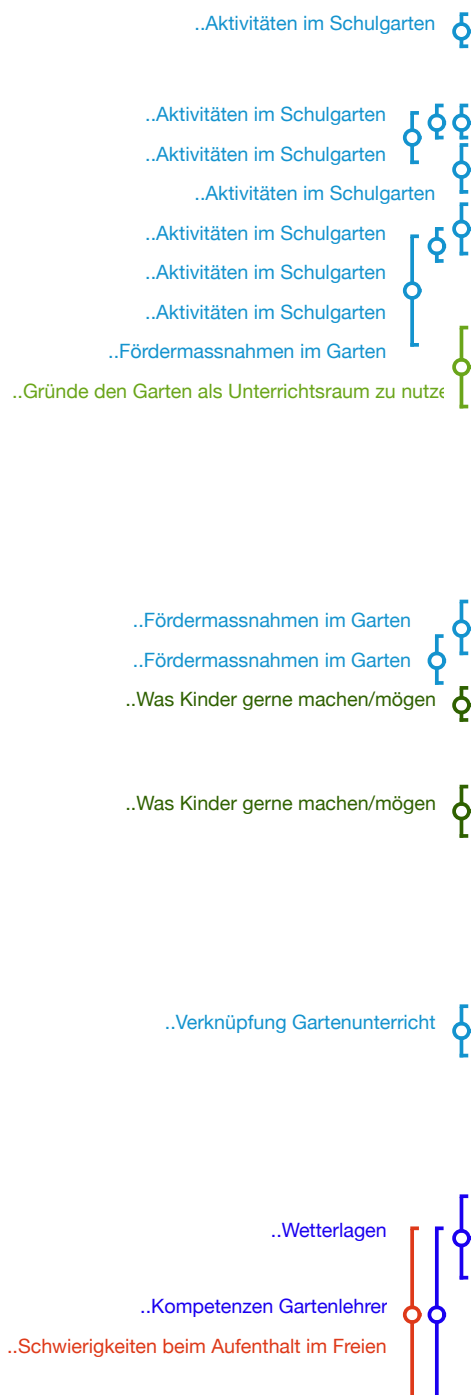 ..Aktivitäten im Schulgarten
..Aktivitäten im Schulgarten
..Aktivitäten im Schulgarten
..Aktivitäten im Schulgarten
..Aktivitäten im Schulgarten
..Aktivitäten im Schulgarten
..Aktivitäten im Schulgarten
..Fördermassnahmen im Garten
..Gründe den Garten als Unterrichtsraum zu nutze
..Fördermassnahmen im Garten
..Fördermassnahmen im Garten
..Was Kinder gerne machen/mögen
..Was Kinder gerne machen/mögen
..Verknüpfung Gartenunterricht
..Wetterlagen
..Kompetenzen Gartenlehrer
..Schwierigkeiten beim Aufenthalt im Freien